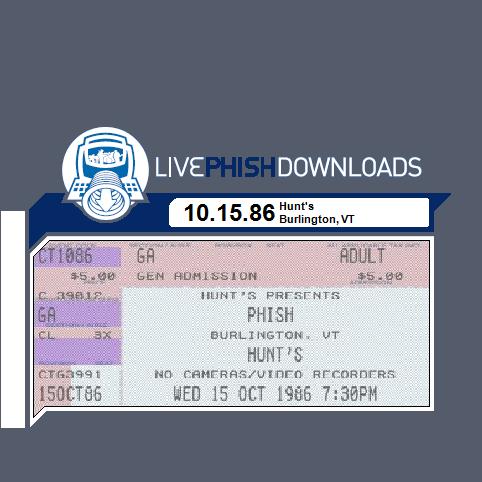 LIVEPHISHDOWNLOADS
10.15.86 Hunt's
Burlington, VT
CT1086 GA ADULT
$5.00 GEN ADMISSION $5.00
C 39012 HUNT'S PRESENTS
GA PHISH
CL 3X BURLINGTON, VT
HUNT'S
CTG3991 NO CAMERAS/VIDEO RECORDERS
15OCT86 WED 15 OCT 1986 7:30PM